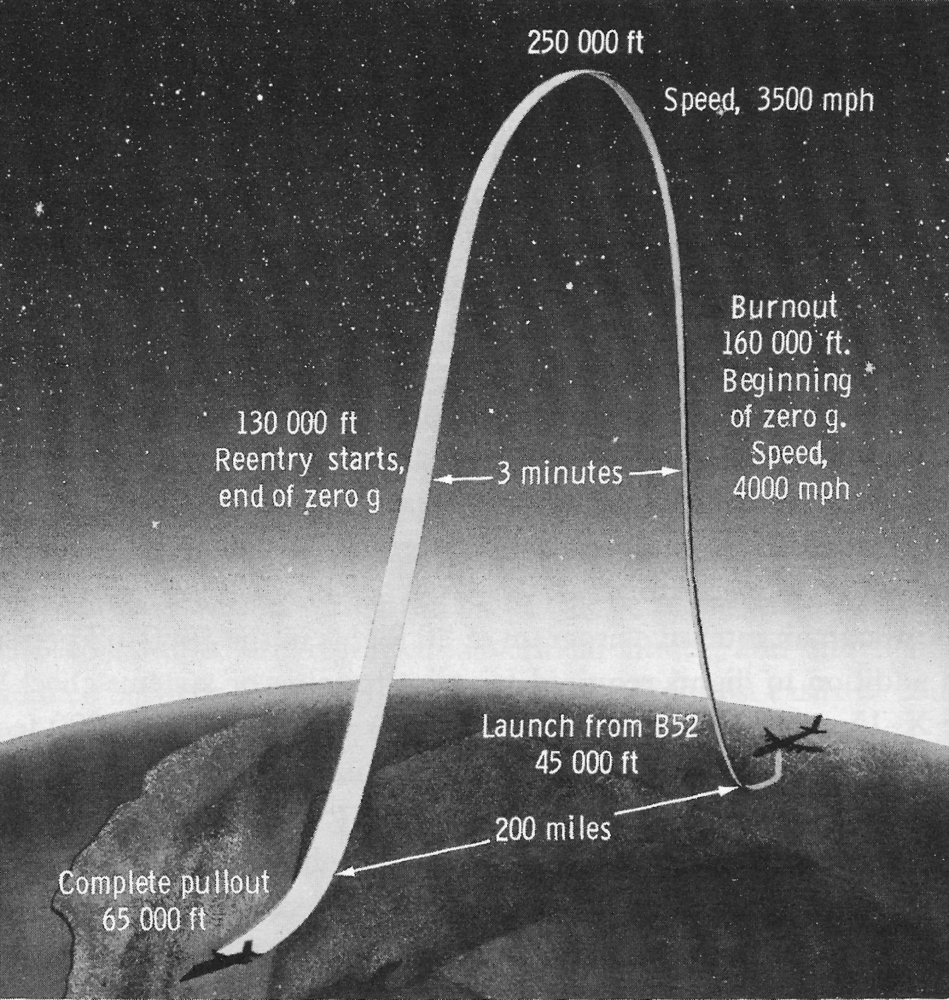 250 000 ft
Speed, 3500 mph
Burnout
160 000 ft.
Beginning
of zero g.
Speed,
4000 mph
130 000 ft
Reentry starts,
end of zero g
3 minutes
Launch from B52
45 000 ft
200 miles
Complete pullout
65 000 ft